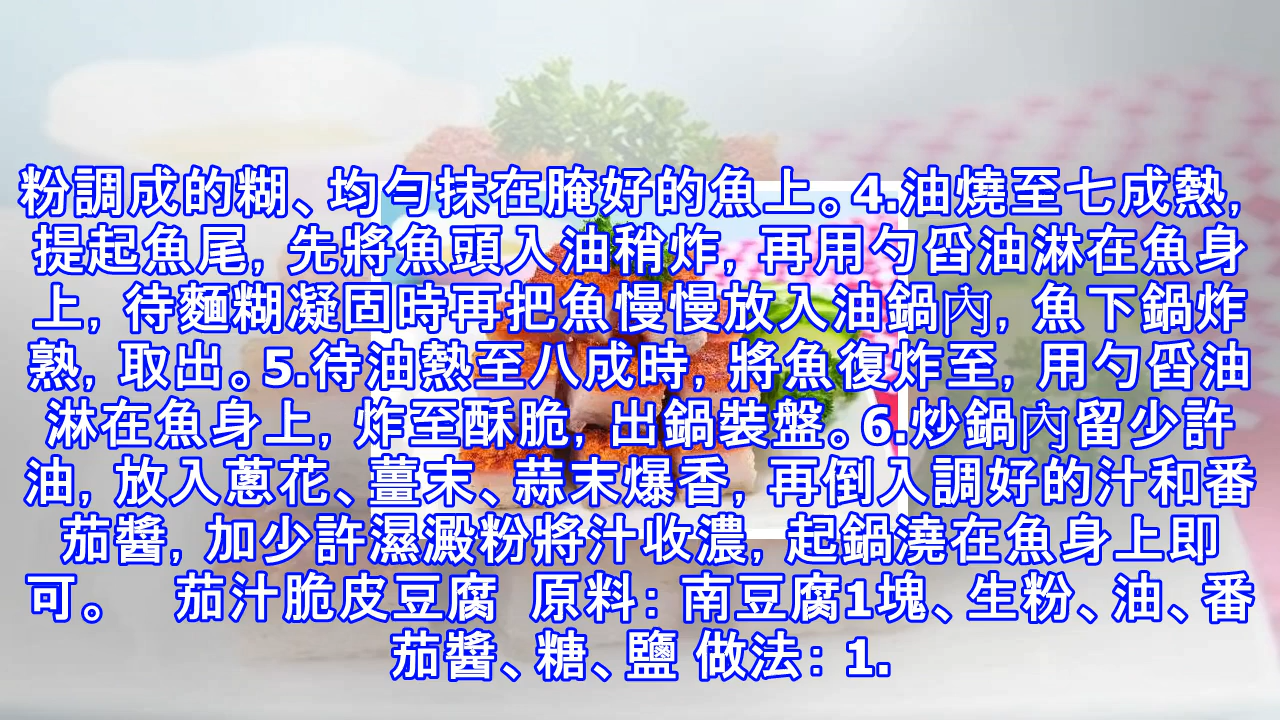 粉調成的糊、均勻抹在腌好的魚上。4.油燒至七成熱,
提起魚尾, 先將魚頭入油稍炸, 再用勺舀油淋在魚身
上, 待麵糊凝固時再把魚慢慢放入油鍋內, 魚下鍋炸
熟, 取出。5.待油熱至八成時, 將魚復炸至, 用勺舀油
淋在魚身上, 炸至酥脆, 出鍋裝盤。6.炒鍋內留少許
油, 放入蔥花、薑末、蒜末爆香, 再倒入調好的汁和番
茄醬, 加少許濕澱粉將汁收濃, 起鍋澆在魚身上即
可。 茄汁脆皮豆腐 原料: 南豆腐1塊、生粉、油、番
茄醬、糖、鹽 做法: 1.